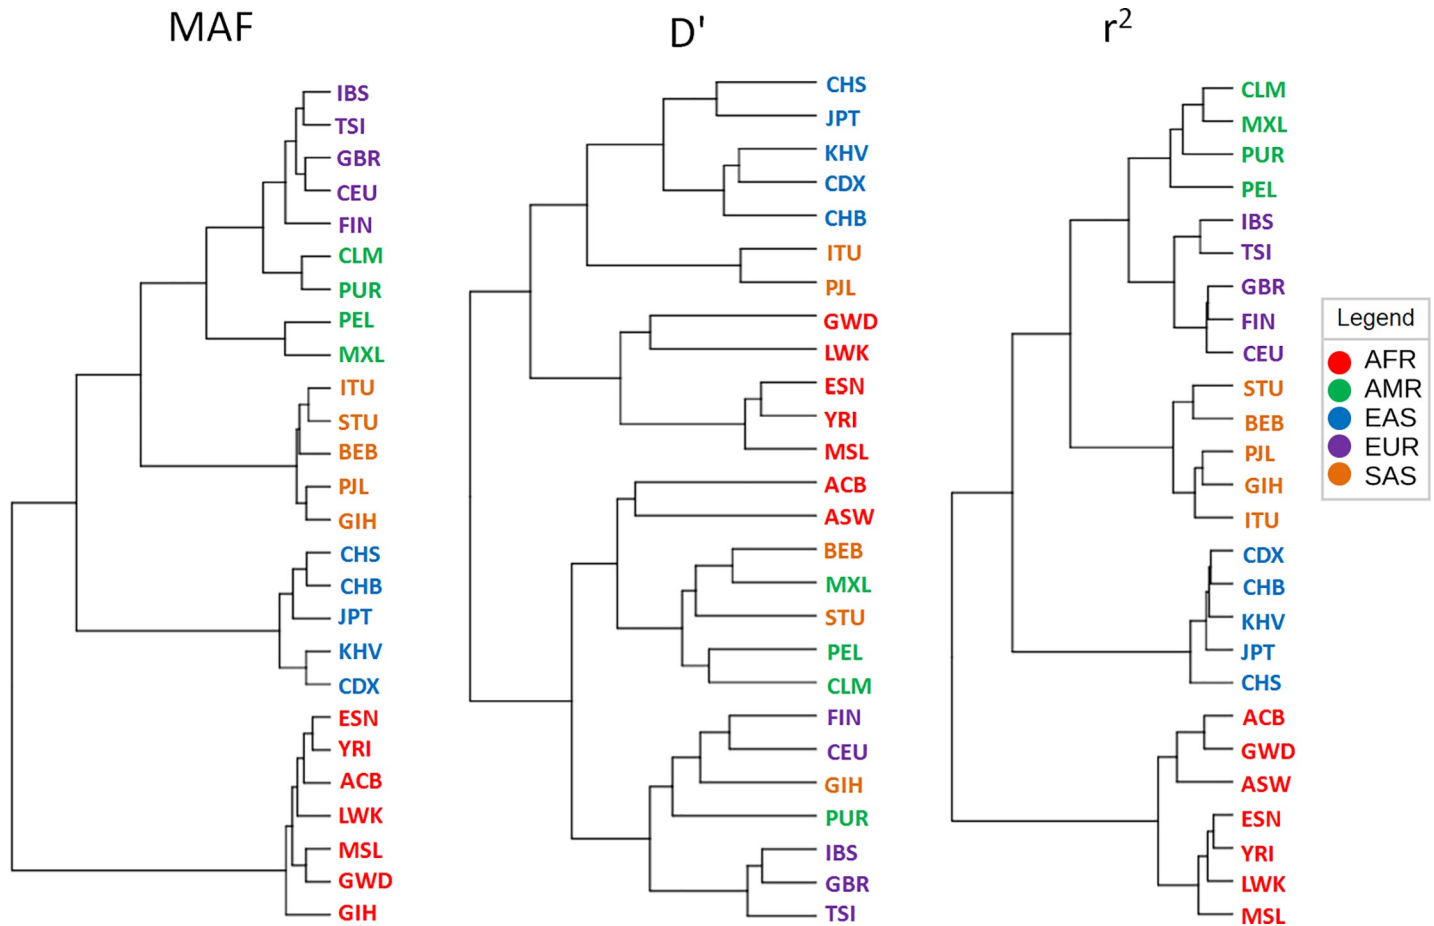 MAF
IBS
TSI
GBR
CEU
FIN
CLM
PUR
PEL
MXL
ITU
STU
BEB
PJL
GIH
CHS
CHB
JPT
KHV
CDX
ESN
YRI
ACB
LWK
MSL
GWD
GIH
D'
CHS
JPT
KHV
CDX
CHB
ITU
PJL
GWD
LWK
ESN
YRI
MSL
ACB
ASW
BEB
MXL
STU
PEL
CLM
FIN
CEU
GIH
PUR
IBS
GBR
TSI
r²
CLM
MXL
PUR
PEL
IBS
TSI
GBR
FIN
CEU
STU
BEB
PJL
GIH
ITU
CDX
CHB
KHV
JPT
CHS
ACB
GWD
ASW
ESN
YRI
LWK
MSL
Legend
AFR
AMR
EAS
EUR
SAS